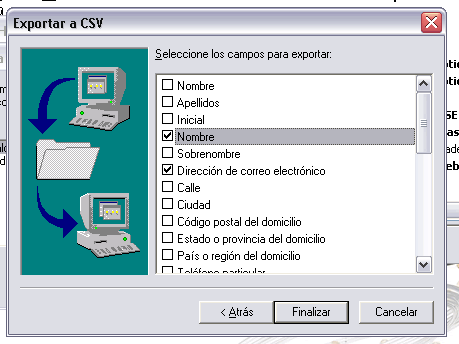 Exportar a CSV
Seleccione los campos para exportar:
Nombre
Apellidos
Inicial
Nombre
Sobrenombre
Dirección de correo electrónico
Calle
Ciudad
Código postal del domicilio
Estado o provincia del domicilio
País o región del domicilio
Teléfono particular
< Atrás
Finalizar
Cancelar